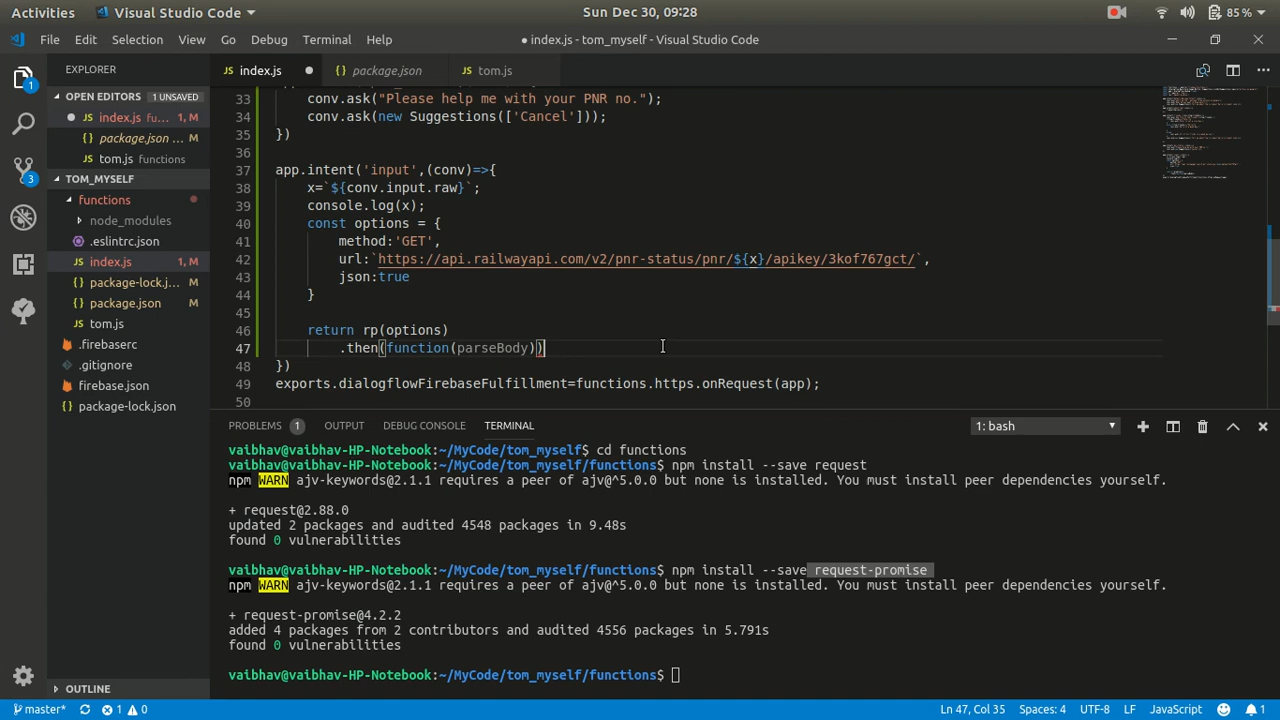 Activities
Visual Studio Code
Sun Dec 30, 09:28
85 %
File Edit Selection View Go Debug Terminal Help
● index.js - tom_myself - Visual Studio Code
EXPLORER
JS index.js
{} package.json
JS tom.js
OPEN EDITORS 1 UNSAVED
JS index.js fu... 1, M
{} package.json ... M
JS tom.js functions
TOM_MYSELF
functions
node_modules
.eslintrc.json
JS index.js 1, M
{} package-lock.j... M
{} package.json M
JS tom.js
.firebaserc
.gitignore
{} firebase.json
{} package-lock.json
OUTLINE
1
3
33 conv.ask("Please help me with your PNR no.");
34 conv.ask(new Suggestions(['Cancel']));
35 })
36
37 app.intent('input',(conv)=>{
38 x=`${conv.input.raw}`;
39 console.log(x);
40 const options = {
41 method:'GET',
42 url:`https://api.railwayapi.com/v2/pnr-status/pnr/${x}/apikey/3kof767gct/`,
43 json:true
44 }
45
46 return rp(options)
47 .then(function(parseBody))
48 })
49 exports.dialogflowFirebaseFulfillment=functions.https.onRequest(app);
50
PROBLEMS 1 OUTPUT DEBUG CONSOLE TERMINAL
1: bash
vaibhav@vaibhav-HP-Notebook:~/MyCode/tom_myself$ cd functions
vaibhav@vaibhav-HP-Notebook:~/MyCode/tom_myself/functions$ npm install --save request
npm WARN ajv-keywords@2.1.1 requires a peer of ajv@^5.0.0 but none is installed. You must install peer dependencies yourself.
+ request@2.88.0
updated 2 packages and audited 4548 packages in 9.48s
found 0 vulnerabilities
vaibhav@vaibhav-HP-Notebook:~/MyCode/tom_myself/functions$ npm install --save request-promise
npm WARN ajv-keywords@2.1.1 requires a peer of ajv@^5.0.0 but none is installed. You must install peer dependencies yourself.
+ request-promise@4.2.2
added 4 packages from 2 contributors and audited 4556 packages in 5.791s
found 0 vulnerabilities
vaibhav@vaibhav-HP-Notebook:~/MyCode/tom_myself/functions$
master* 1 0
Ln 47, Col 35 Spaces: 4 UTF-8 LF JavaScript 1